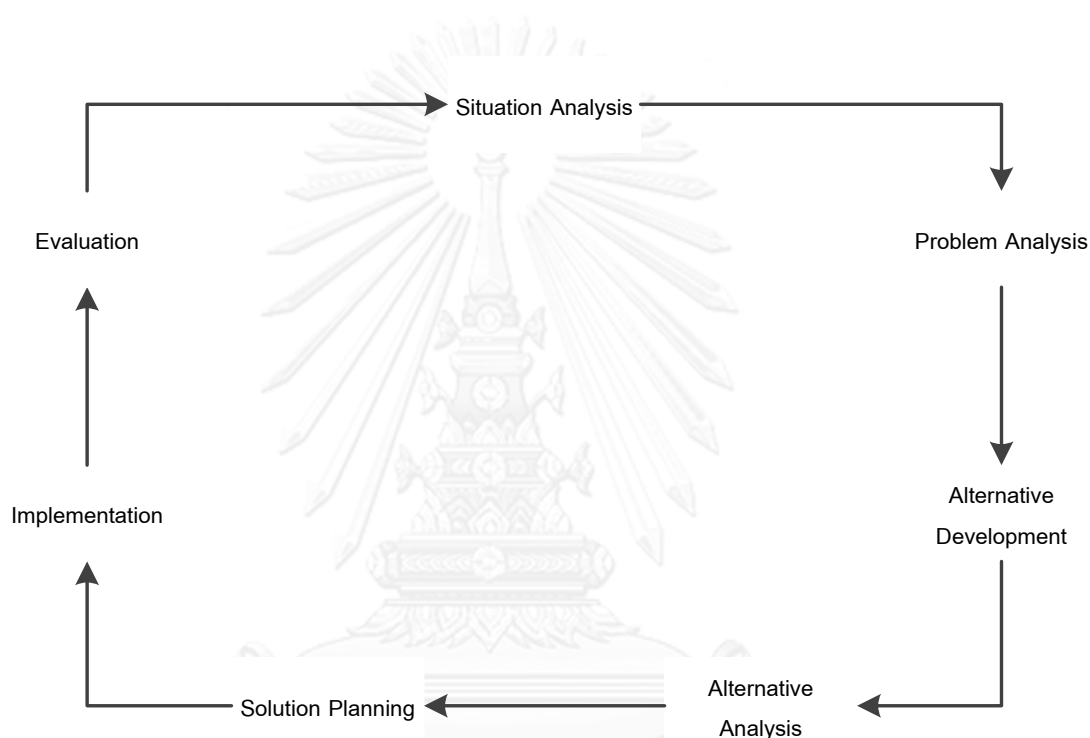 Situation Analysis
Evaluation
Problem Analysis
Implementation
Alternative
Development
Solution Planning
Alternative
Analysis